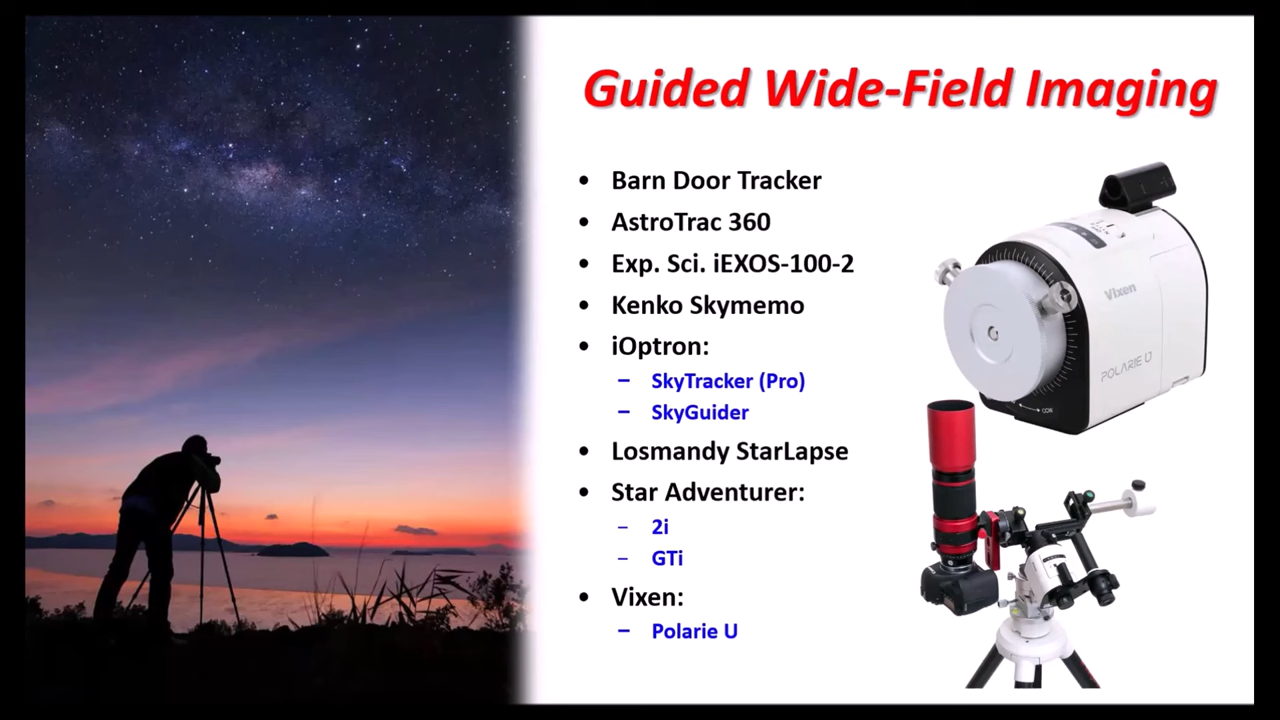 Guided Wide-Field Imaging
• Barn Door Tracker
• AstroTrac 360
• Exp. Sci. iEXOS-100-2
• Kenko Skymemo
• iOptron:
– SkyTracker (Pro)
– SkyGuider
• Losmandy StarLapse
• Star Adventurer:
– 2i
– GTi
• Vixen:
– Polarie U
Vixen
POLARIE U